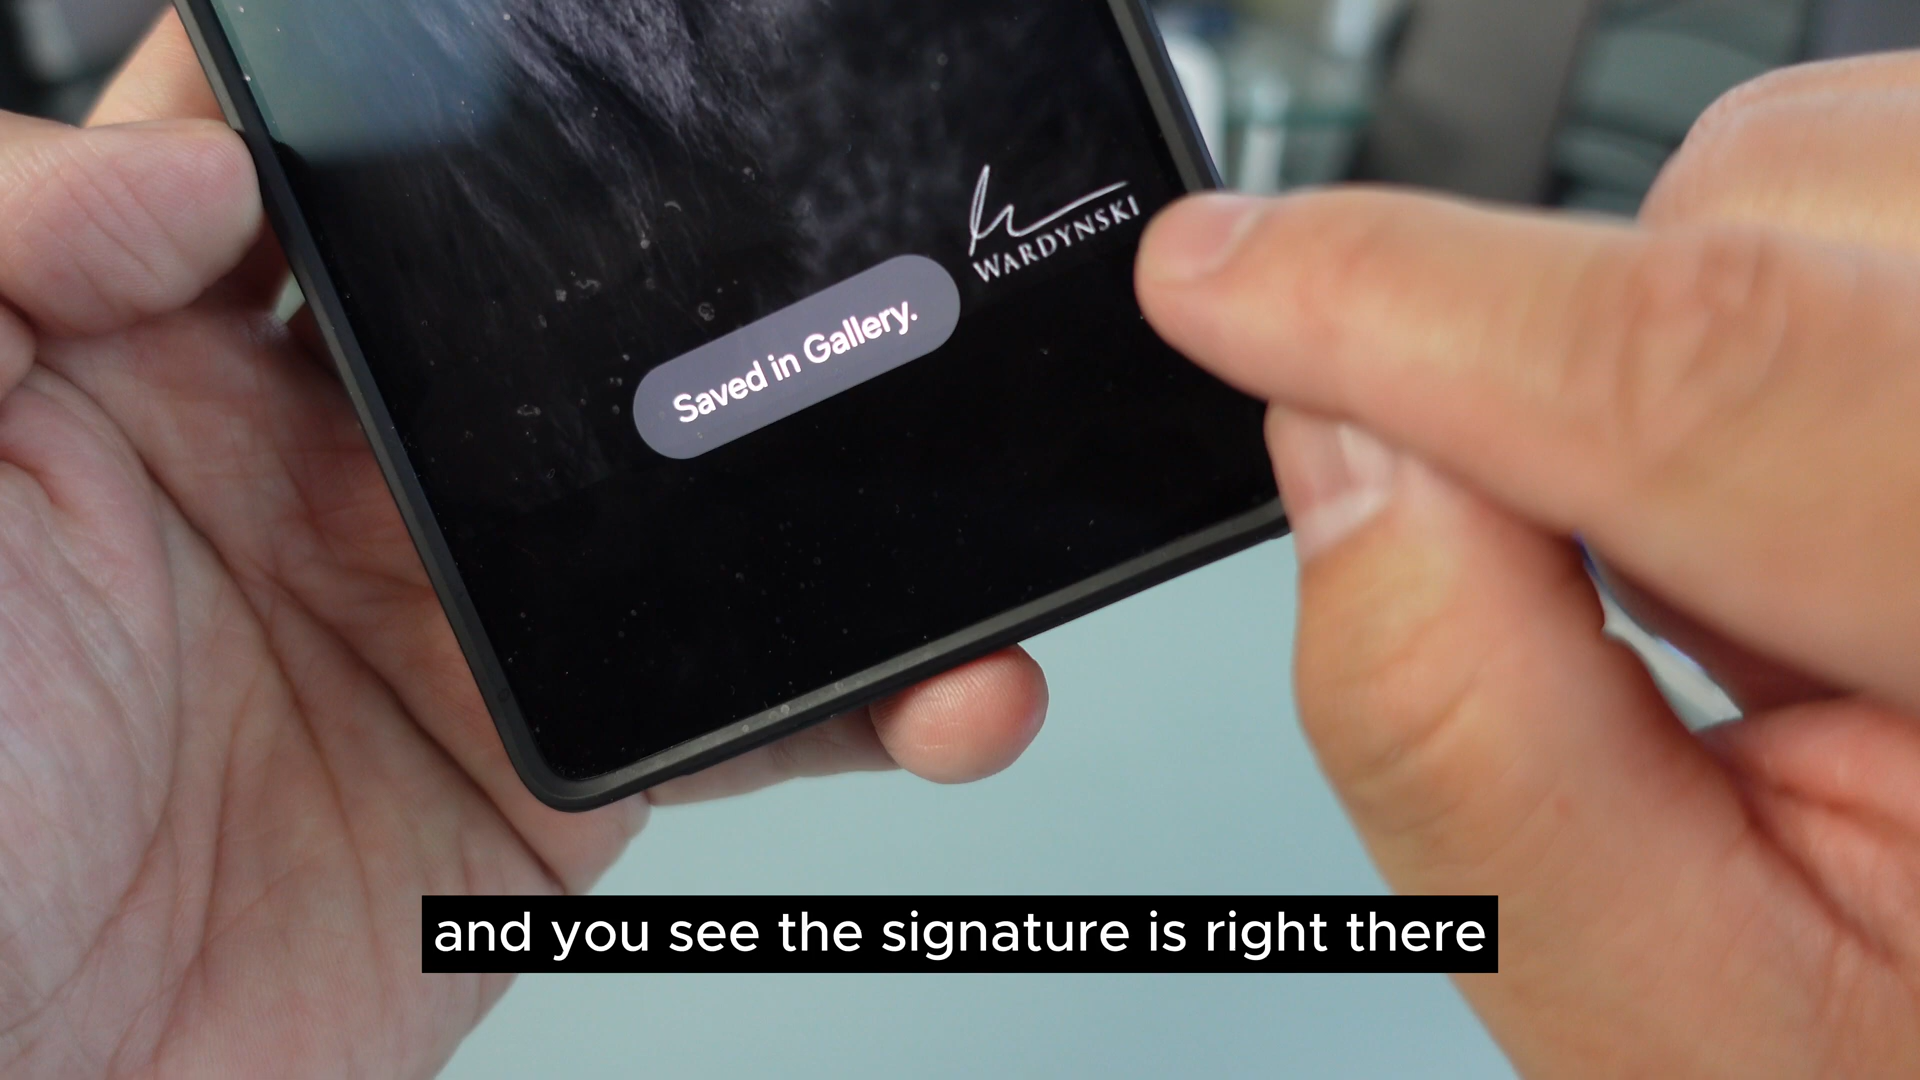 WARDYNSKI
Saved in Gallery.
and you see the signature is right there